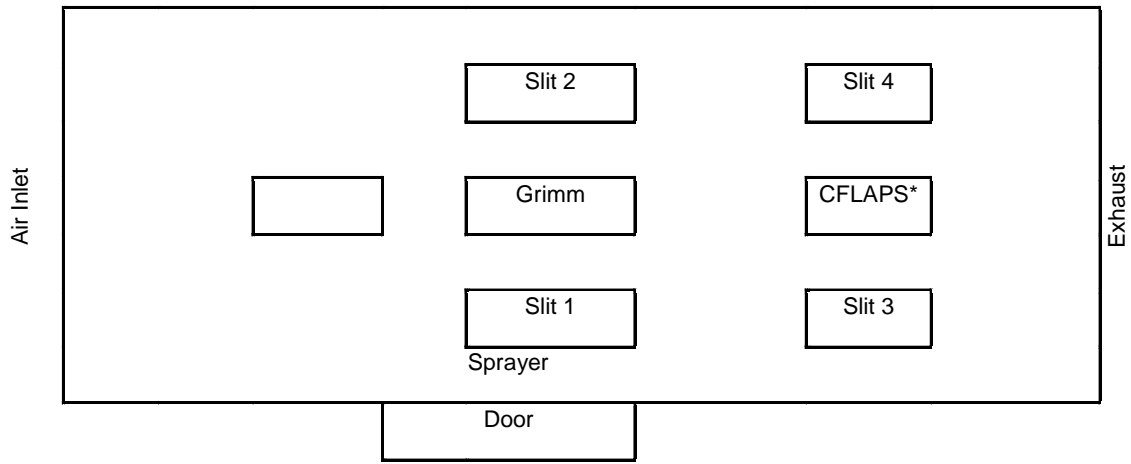 Slit 2
Slit 4
Air Inlet
Grimm
CFLAPS*
Exhaust
Slit 1
Slit 3
Sprayer
Door